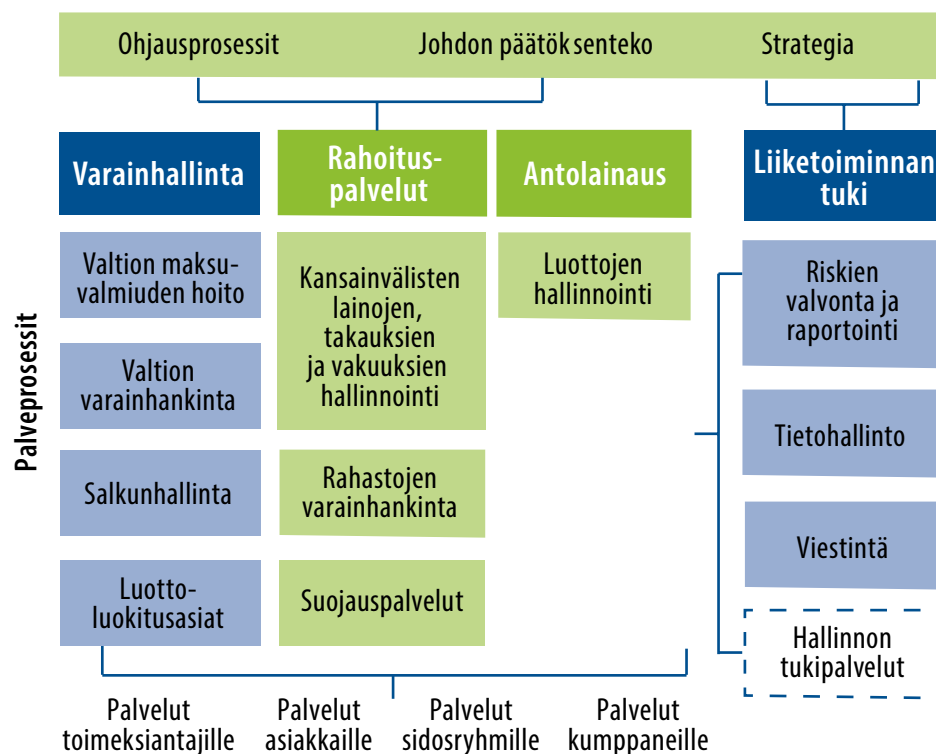 Ohjausprosessit
Johdon päätöksenteko
Strategia
Varainhallinta
Rahoitus-
palvelut
Antolainaus
Liiketoiminnan
tuki
Palveprosessit
Valtion maksu-
valmiuden hoito
Valtion
varainhankinta
Salkunhallinta
Luotto-
luokitusasiat
Kansainvälisten
lainojen,
takauksien
ja vakuuksien
hallinnointi
Rahastojen
varainhankinta
Suojauspalvelut
Luottojen
hallinnointi
Riskien
valvonta ja
raportointi
Tietohallinto
Viestintä
Hallinnon
tukipalvelut
Palvelut
toimeksiantajille
Palvelut
asiakkaille
Palvelut
sidosryhmille
Palvelut
kumppaneille